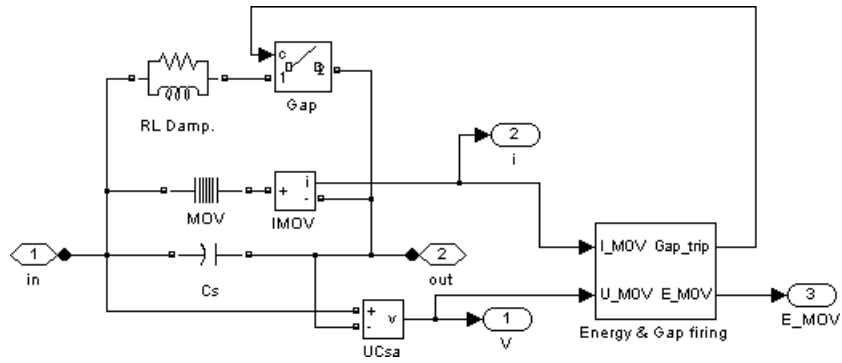 c
1
2
Gap
RL Damp.
MOV
+
i
-
IMOV
2
i
1
in
Cs
2
out
I_MOV Gap_trip
U_MOV E_MOV
Energy & Gap firing
+
-
v
UCsa
1
V
3
E_MOV